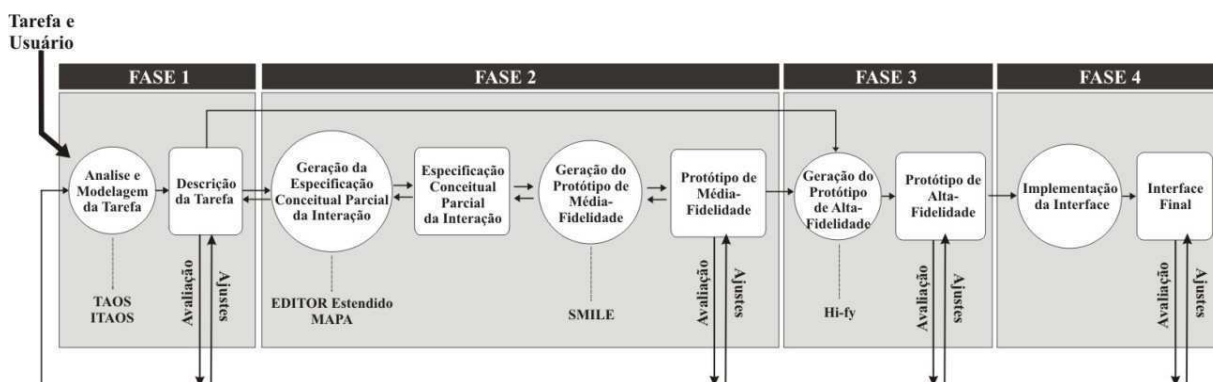 Tarefa e
Usuário
FASE 1
FASE 2
FASE 3
FASE 4
Analise e
Modelagem
da Tarefa
Descrição
da Tarefa
Geração da
Especificação
Conceitual Parcial
da Interação
Especificação
Conceitual
Parcial
da Interação
Geração do
Protótipo de
Média-
Fidelidade
Protótipo de
Média-
Fidelidade
Geração do
Protótipo
de Alta-
Fidelidade
Protótipo de
Alta-
Fidelidade
Implementação
da Interface
Interface
Final
TAOS
ITAOS
Avaliação
Ajustes
EDITOR Estendido
MAPA
SMILE
Avaliação
Ajustes
Hi-fy
Avaliação
Ajustes
Avaliação
Ajustes